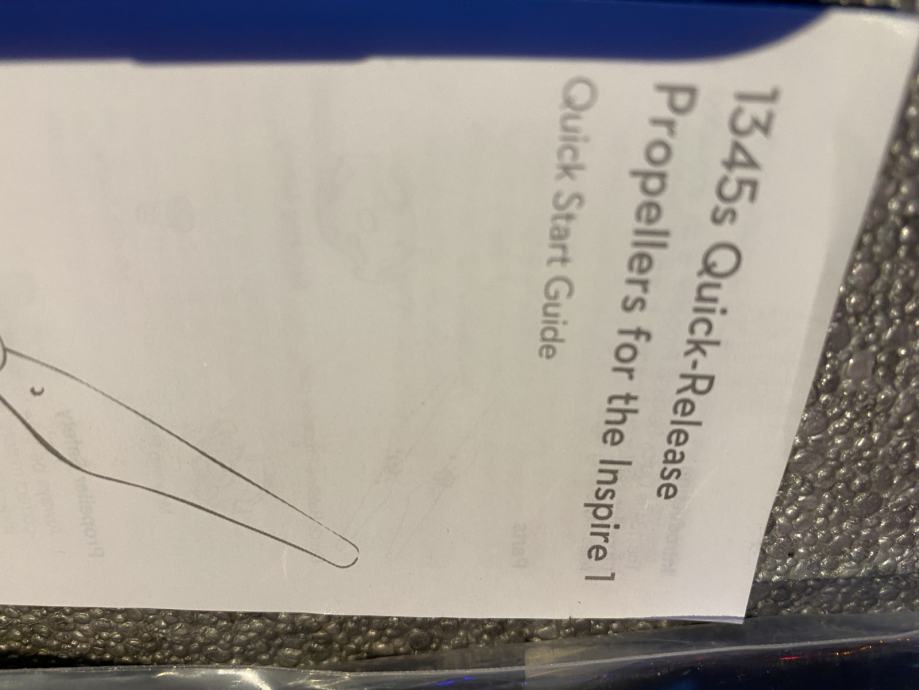 1345s Quick-Release
Propellers for the Inspire 1
Quick Start Guide